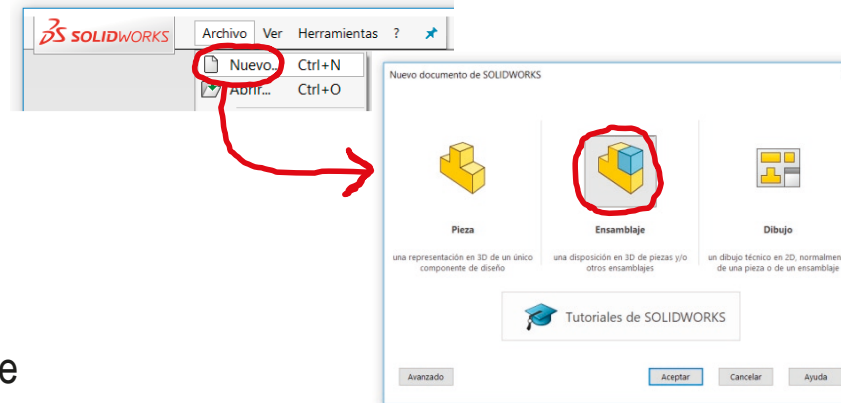 SOLIDWORKS
Archivo Ver Herramientas ?
Nuevo... Ctrl+N
Abrir... Ctrl+O
Nuevo documento de SOLIDWORKS
Pieza
una representación en 3D de un único
componente de diseño
Ensamblaje
una disposición en 3D de piezas y/o
otros ensamblajes
Dibujo
un dibujo técnico en 2D, normalmen
de una pieza o de un ensamblaje
Tutoriales de SOLIDWORKS
Avanzado Aceptar Cancelar Ayuda
e